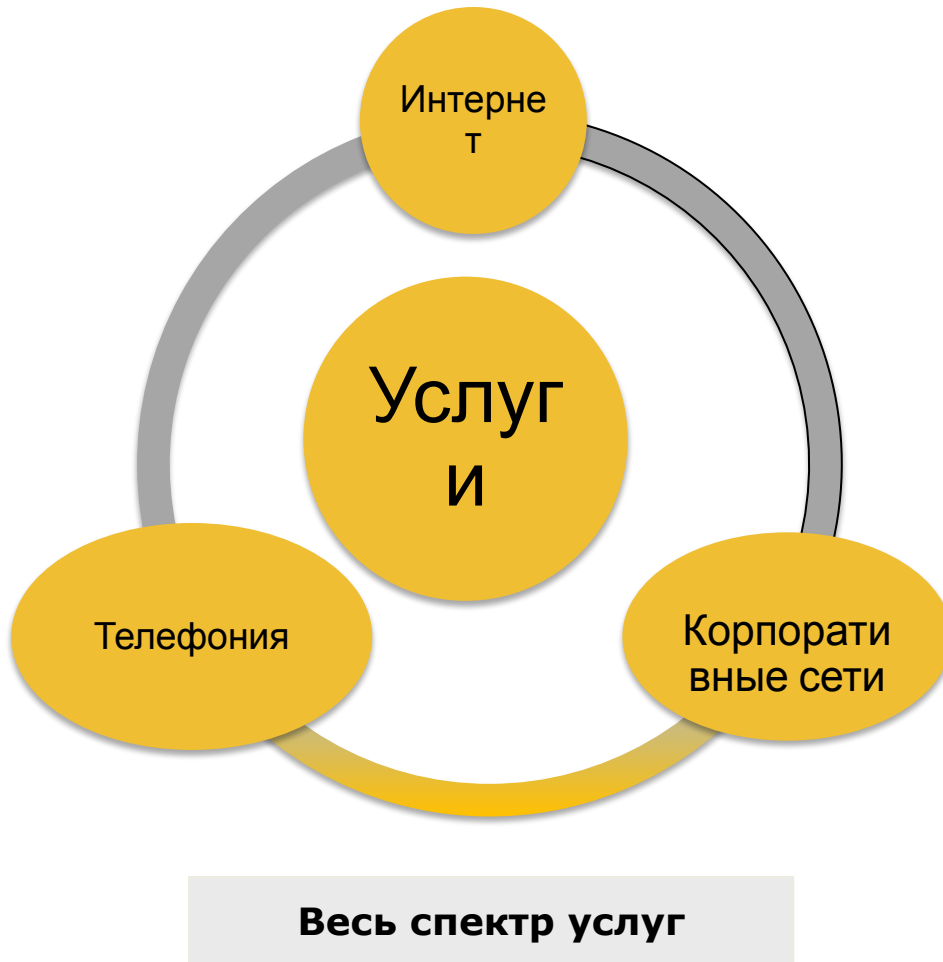 Интерне
т
Услуг
и
Телефония
Корпорати
вные сети
Весь спектр услуг